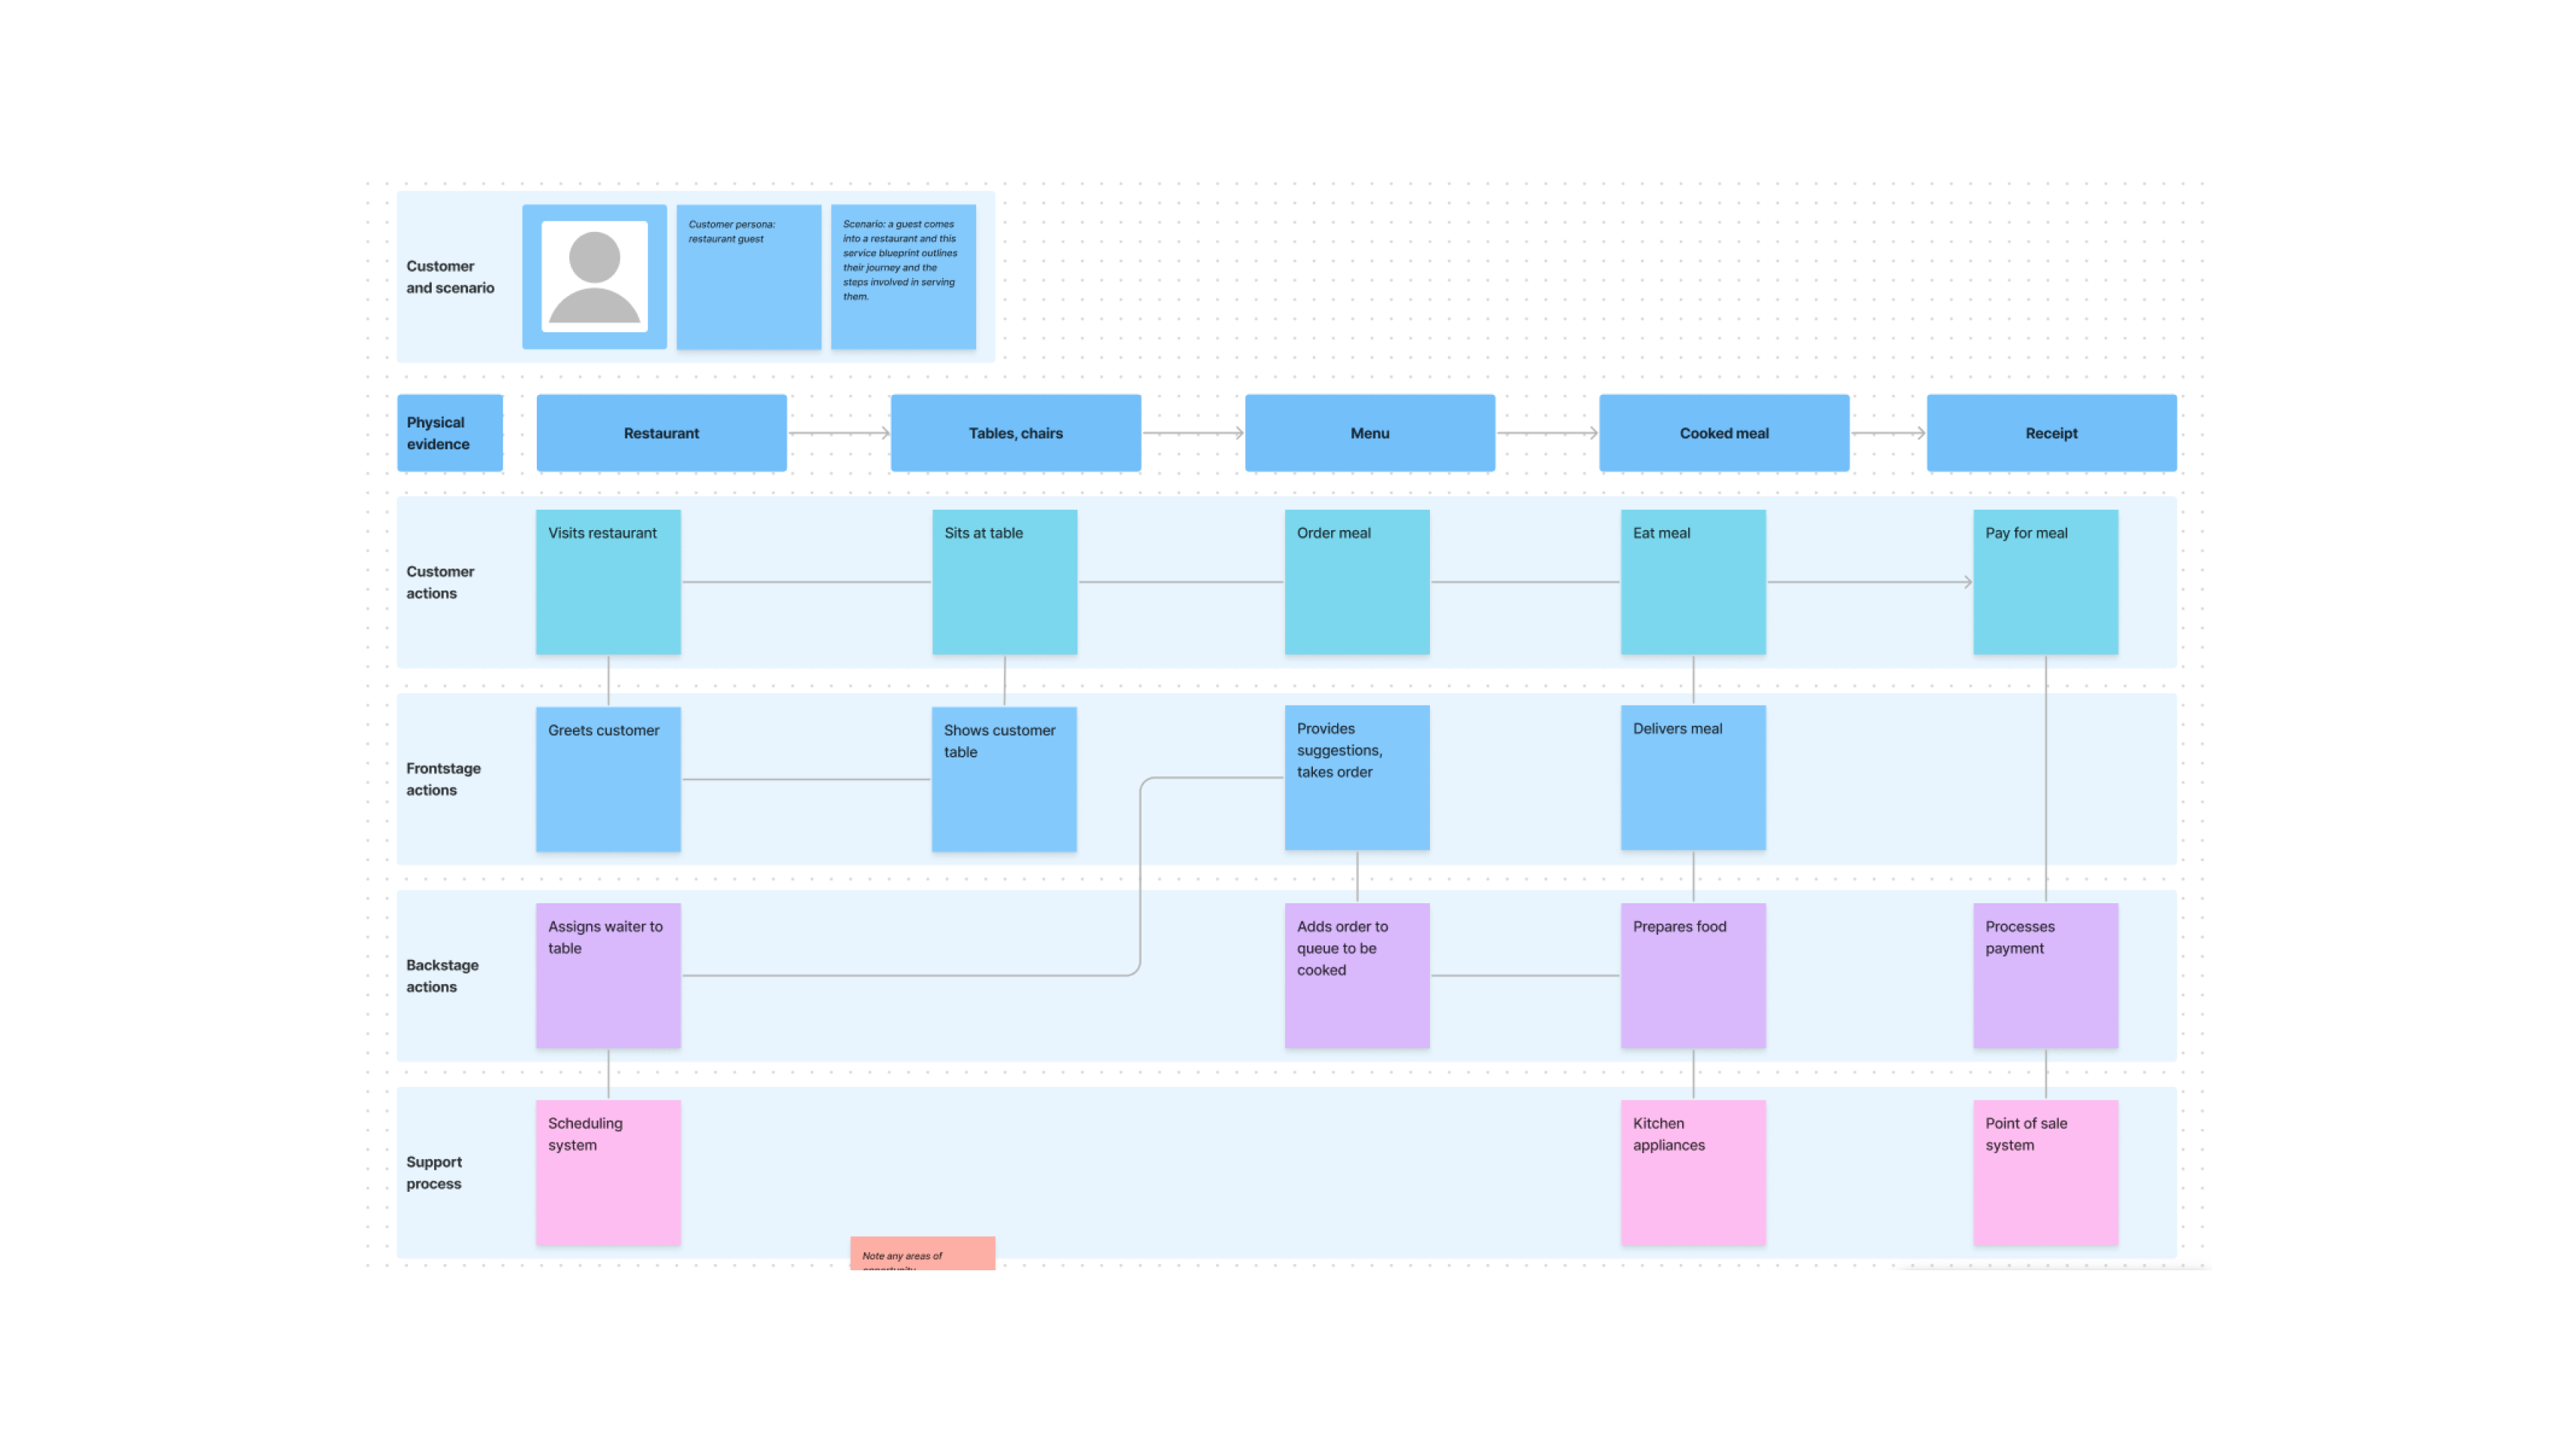 Customer
and scenario
Customer persona:
restaurant guest
Scenario: a guest comes
into a restaurant and this
service blueprint outlines
their journey and the
steps involved in serving
them.
Physical
evidence
Restaurant
Tables, chairs
Menu
Cooked meal
Receipt
Customer
actions
Visits restaurant
Sits at table
Order meal
Eat meal
Pay for meal
Frontstage
actions
Greets customer
Shows customer
table
Provides
suggestions,
takes order
Delivers meal
Backstage
actions
Assigns waiter to
table
Adds order to
queue to be
cooked
Prepares food
Processes
payment
Support
process
Scheduling
system
Kitchen
appliances
Point of sale
system
Note any areas of